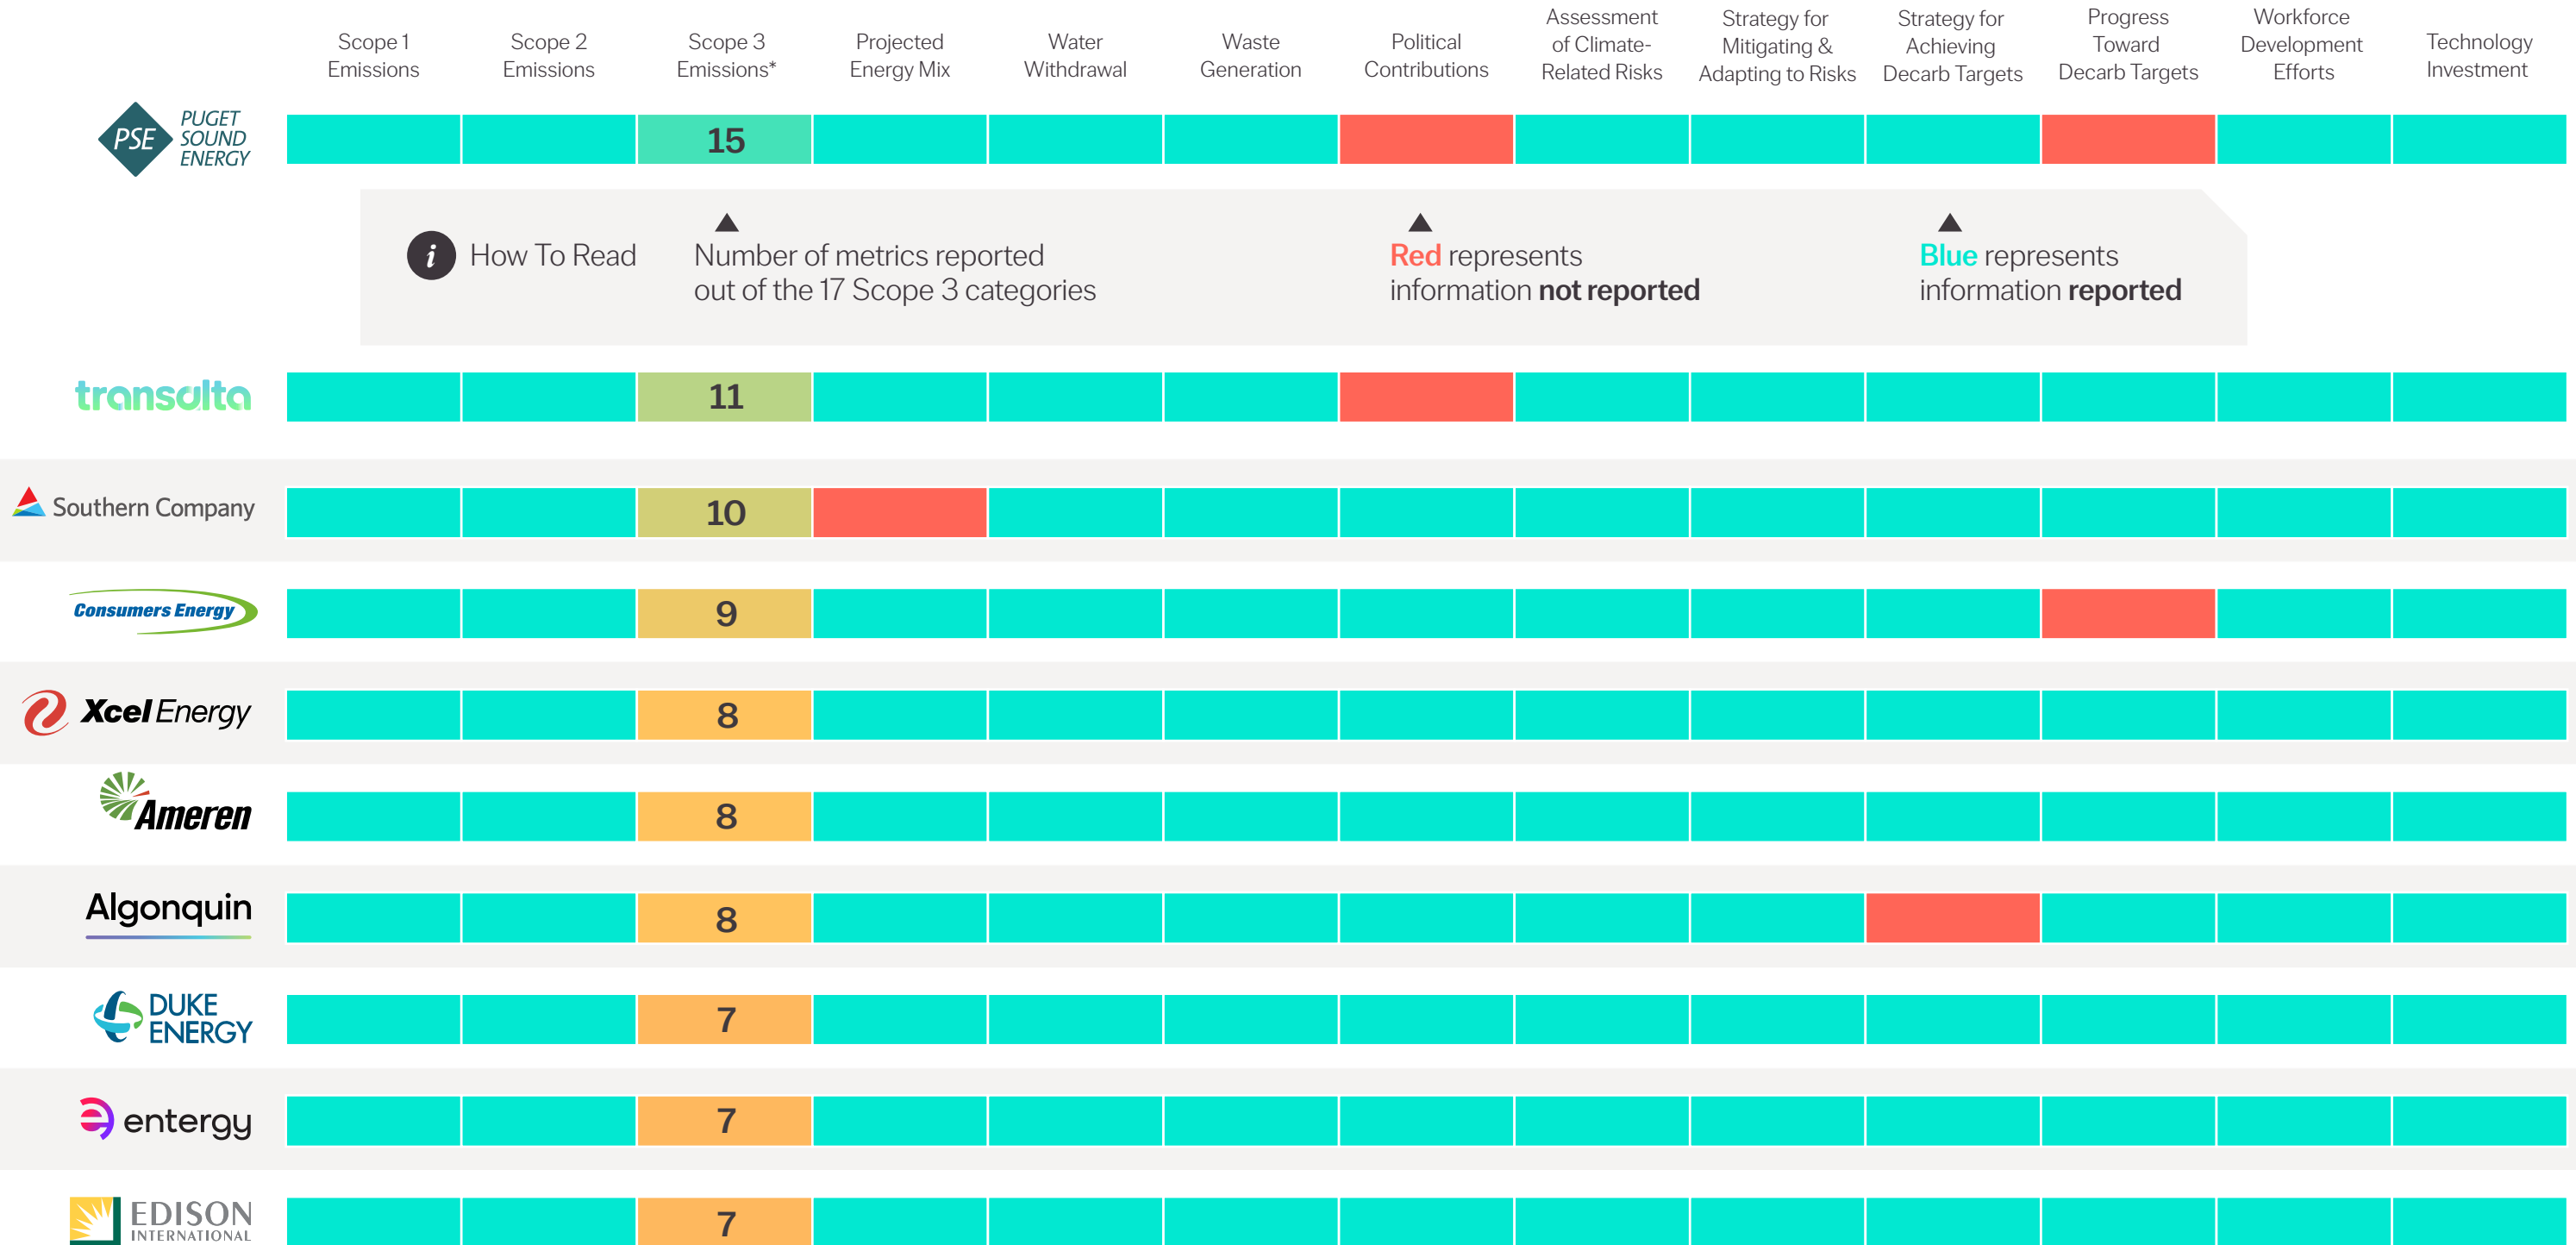 Scope 1
Emissions
Scope 2
Emissions
Scope 3
Emissions*
Projected
Energy Mix
Water
Withdrawal
Waste
Generation
Political
Contributions
Assessment
of Climate-
Related Risks
Strategy for
Mitigating &
Adapting to Risks
Strategy for
Achieving
Decarb Targets
Progress
Toward
Decarb Targets
Workforce
Development
Efforts
Technology
Investment
PSE
PUGET
SOUND
ENERGY
15
i
How To Read
Number of metrics reported
out of the 17 Scope 3 categories
Red represents
information not reported
Blue represents
information reported
transalta
11
Southern Company
10
Consumers Energy
9
Xcel Energy
8
Ameren
8
Algonquin
8
DUKE
ENERGY
7
entergy
7
EDISON
INTERNATIONAL
7